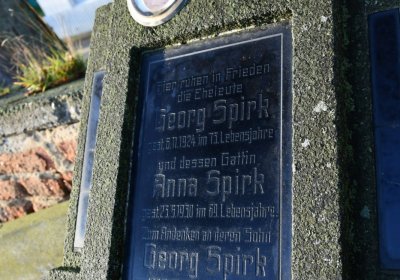 Hier ruhen in Frieden
die Eheleute
Georg Spirk
gest. 8.11.1924 im 73. Lebensjahre
und dessen Gattin
Anna Spirk
gest. 23.5.1930 im 60. Lebensjahre.
Zum Andenken an deren Sohn
Georg Spirk